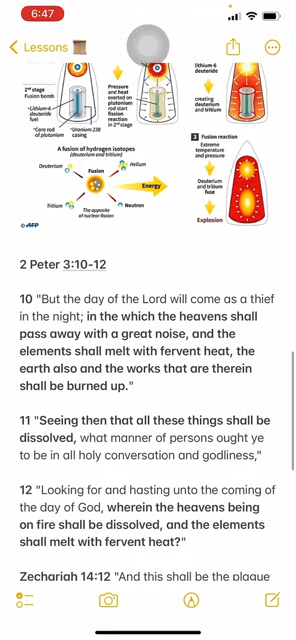 6:47
Lessons
2nd stage
Fusion bomb
Lithium-6
deuteride
fuel
*Core rod
of plutonium
*Uranium 238
casing
Pressure
and heat
exerted on
plutonium
rod start
fission
in 2nd stage
lithium-6
deuteride
creating
deuterium
and tritium
A fusion of hydrogen isotopes
(deuterium and tritium)
Deuterium
Fusion
Helium
Energy
Tritium
The opposite
of nuclear fission
Neutron
3 Fusion reaction
Extreme
temperature
and pressure
Deuterium
and tritium
fuse
Explosion
© AFP
2 Peter 3:10-12
10 "But the day of the Lord will come as a thief
in the night; in the which the heavens shall
pass away with a great noise, and the
elements shall melt with fervent heat, the
earth also and the works that are therein
shall be burned up."
11 "Seeing then that all these things shall be
dissolved, what manner of persons ought ye
to be in all holy conversation and godliness,"
12 "Looking for and hasting unto the coming of
the day of God, wherein the heavens being
on fire shall be dissolved, and the elements
shall melt with fervent heat?"
Zechariah 14:12 "And this shall be the plague